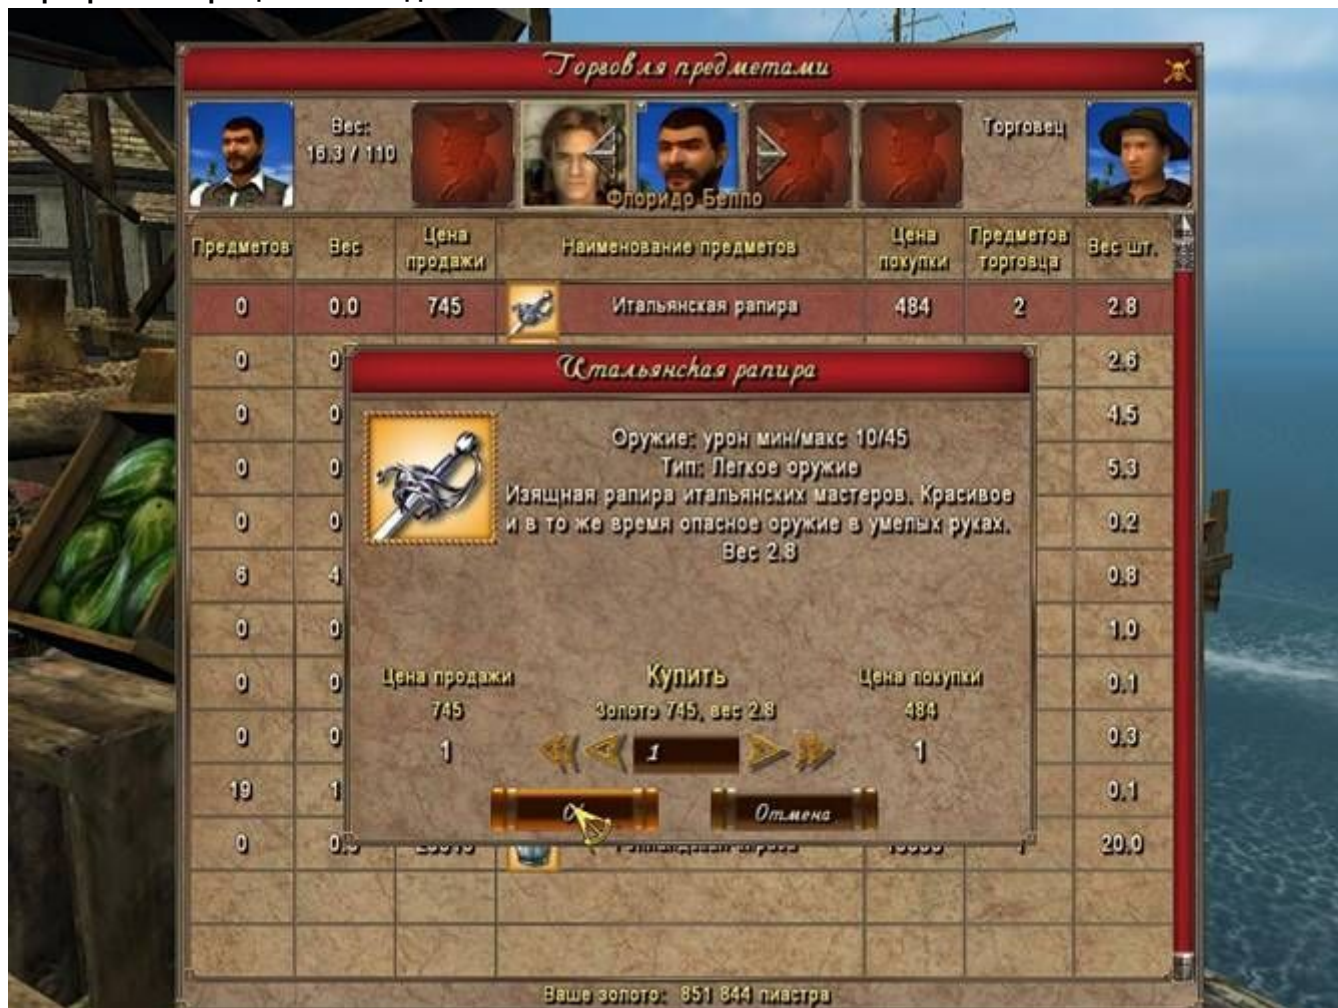 Торговля предметами
Вес:
16.3 / 110
Торговец
Флоридо Беппо
Предметов Вес Цена продажи Наименование предметов Цена покупки Предметов торговца Вес шт.
0 0.0 745 Итальянская рапира 484 2 2.8
0 2.6
0 4.5
0 5.3
0 0.2
6 0.8
0 1.0
0 0.1
0 0.3
19 0.1
0 20.0
Итальянская рапира
Оружие: урон мин/макс 10/45
Тип: Легкое оружие
Изящная рапира итальянских мастеров. Красивое
и в то же время опасное оружие в умелых руках.
Вес 2.8
Цена продажи Купить Цена покупки
745 Золото 745, вес 2.8 484
1 1 1
Отмена
Ваше золото: 851 844 пиастра